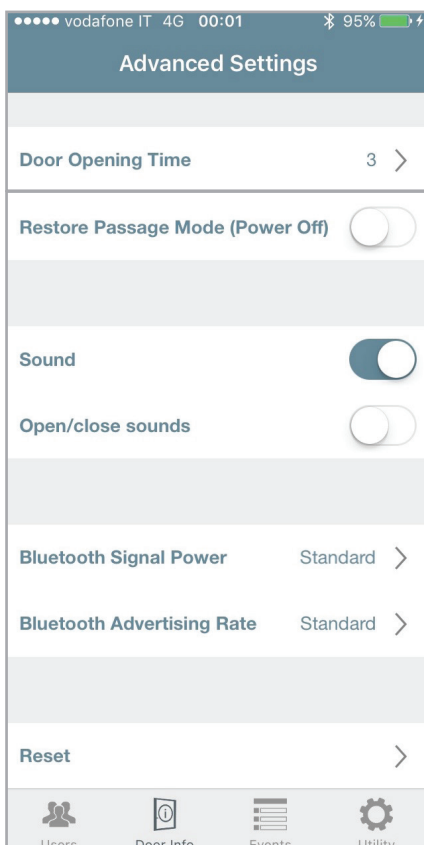 vodafone IT 4G 00:01 95%
Advanced Settings
Door Opening Time 3
Restore Passage Mode (Power Off)
Sound
Open/close sounds
Bluetooth Signal Power Standard
Bluetooth Advertising Rate Standard
Reset
Users Door Info Events Utility